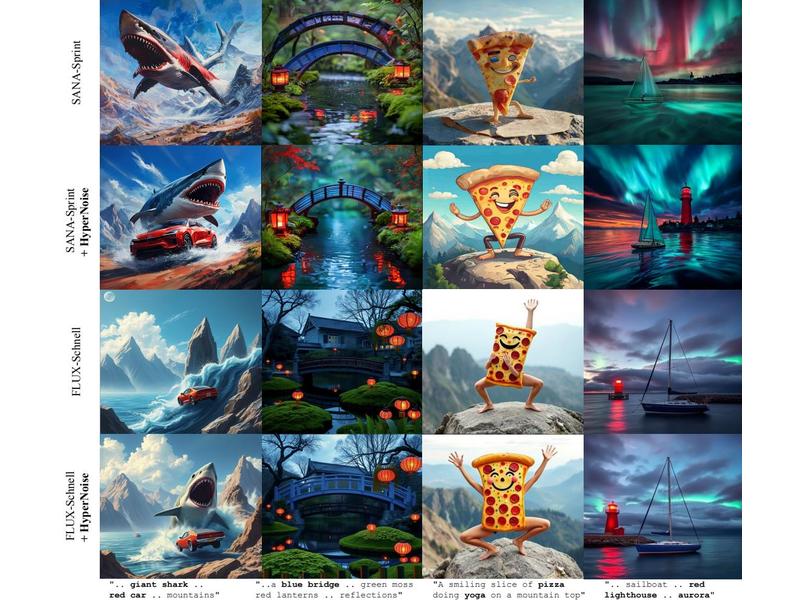 SANA-Sprint
SANA-Sprint
+ HyperNoise
FLUX-Schnell
FLUX-Schnell
+ HyperNoise
".. giant shark ..
red car .. mountains"
"..a blue bridge .. green moss
red lanterns .. reflections"
"A smiling slice of pizza
doing yoga on a mountain top"
".. sailboat .. red
lighthouse .. aurora"